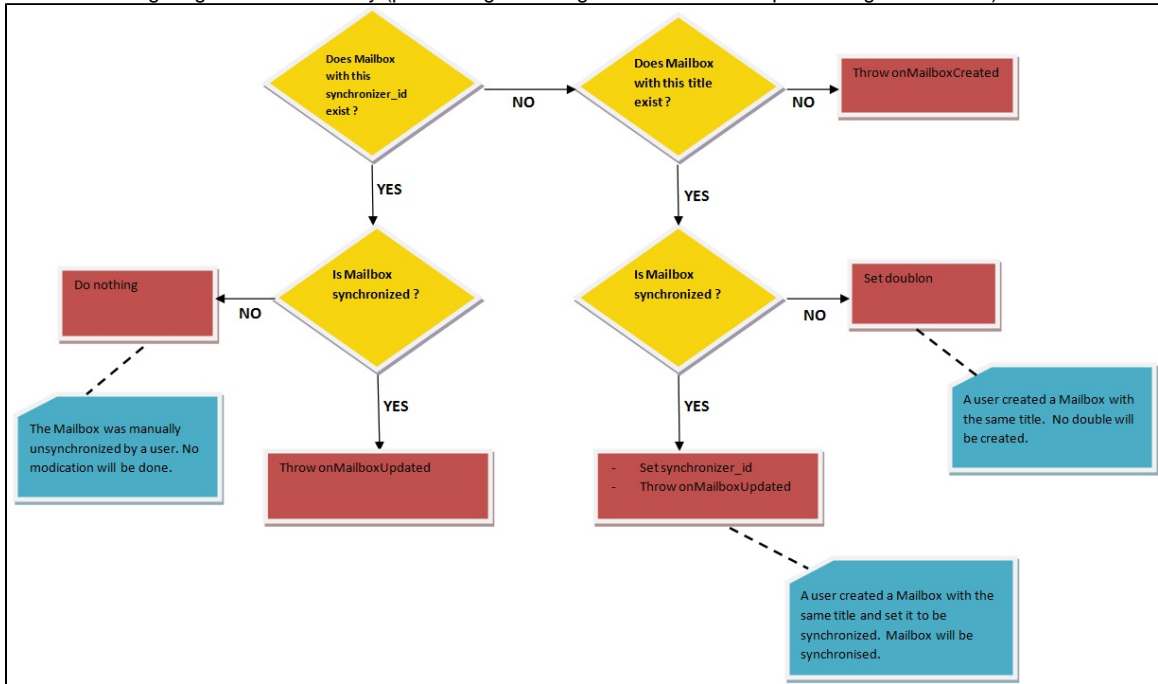 Does Mailbox
with this
synchronizer_id
exist ?
NO
Does Mailbox
with this title
exist ?
NO
Throw onMailboxCreated
YES
YES
Do nothing
NO
Is Mailbox
synchronized ?
Is Mailbox
synchronized ?
NO
Set doublon
YES
YES
The Mailbox was manually
unsynchronized by a user. No
modication will be done.
Throw onMailboxUpdated
- Set synchronizer_id
- Throw onMailboxUpdated
A user created a Mailbox with
the same title. No double will
be created.
A user created a Mailbox with the
same title and set it to be
synchronized. Mailbox will be
synchronised.